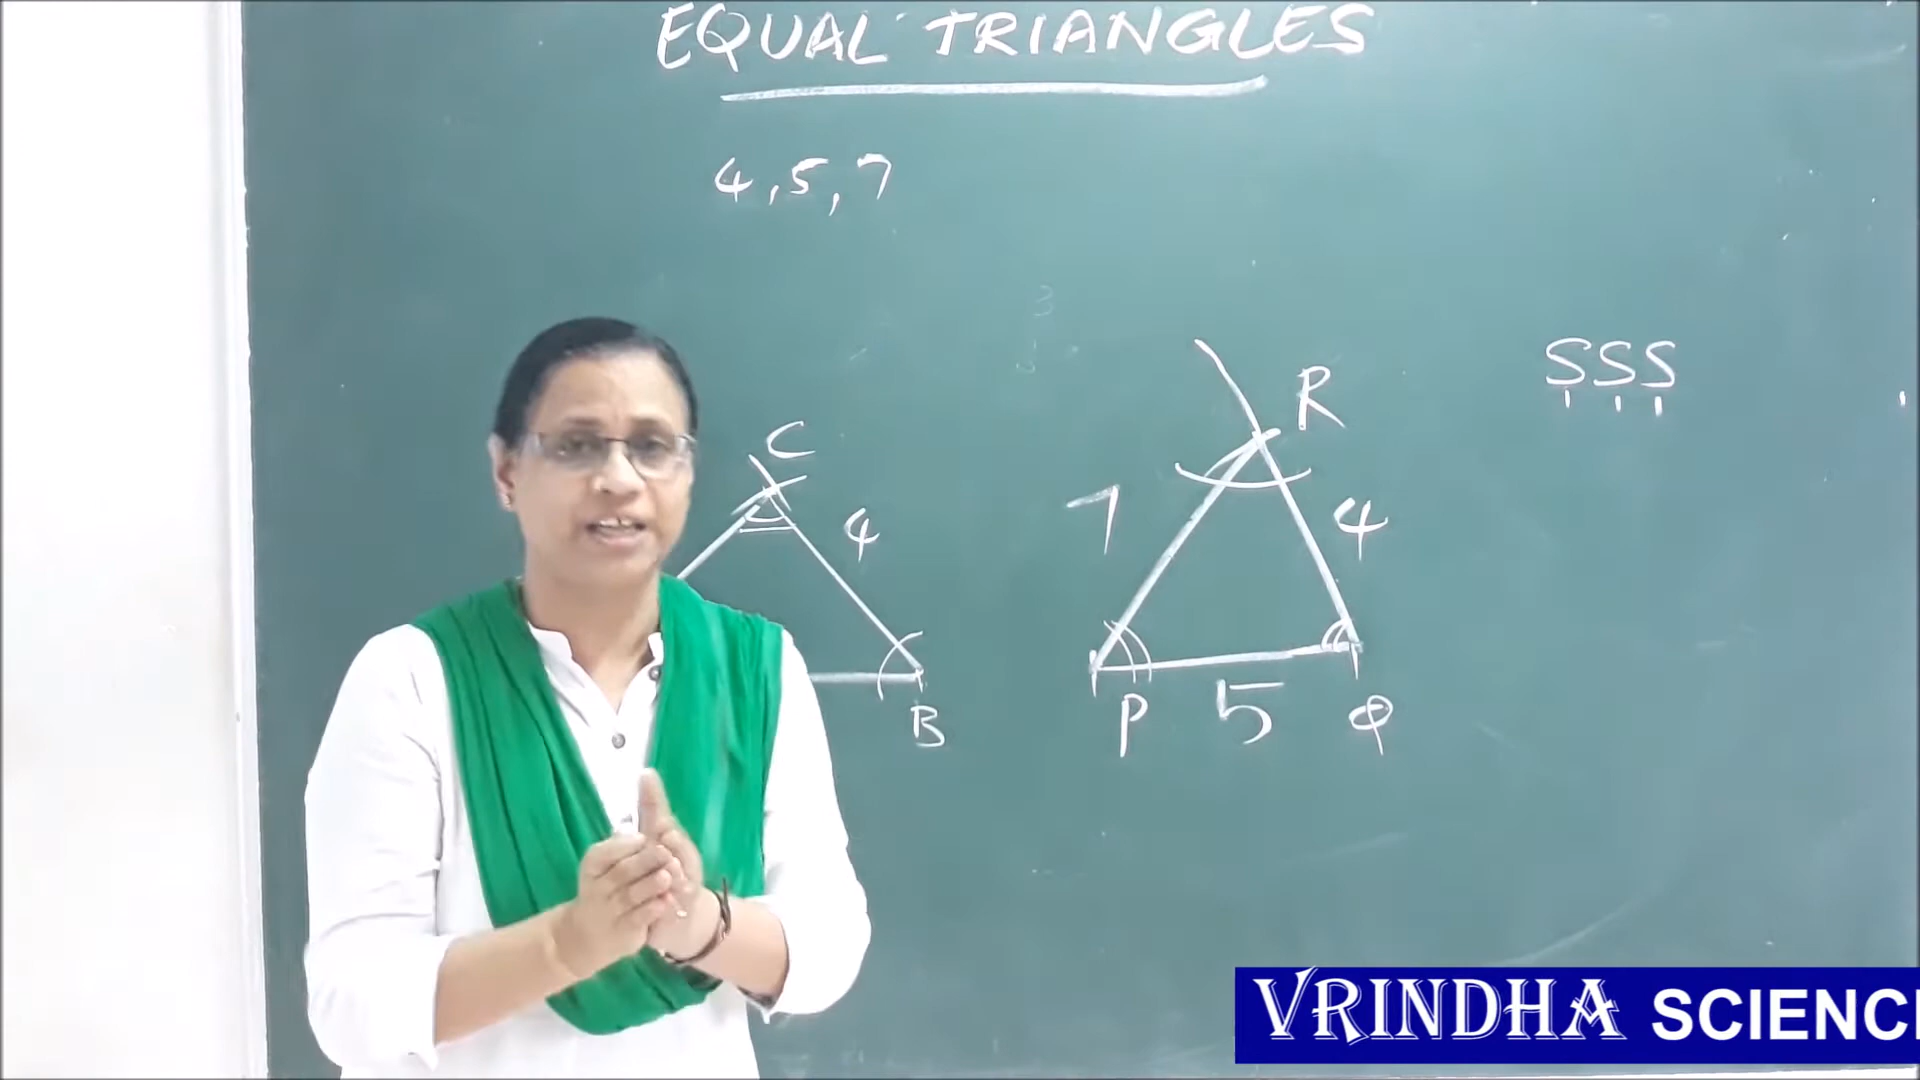 EQUAL TRIANGLES
4, 5, 7
SSS
C
4
B
R
7
4
P
5
Q
VRINDHA SCIENC